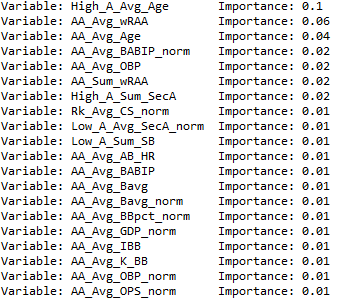 Variable: High_A_Avg_Age Importance: 0.1
Variable: AA_Avg_wRAA Importance: 0.06
Variable: AA_Avg_Age Importance: 0.04
Variable: AA_Avg_BABIP_norm Importance: 0.02
Variable: AA_Avg_OBP Importance: 0.02
Variable: AA_Sum_wRAA Importance: 0.02
Variable: High_A_Sum_SecA Importance: 0.02
Variable: Rk_Avg_CS_norm Importance: 0.01
Variable: Low_A_Avg_SecA_norm Importance: 0.01
Variable: Low_A_Sum_SB Importance: 0.01
Variable: AA_Avg_AB_HR Importance: 0.01
Variable: AA_Avg_BABIP Importance: 0.01
Variable: AA_Avg_Bavg Importance: 0.01
Variable: AA_Avg_Bavg_norm Importance: 0.01
Variable: AA_Avg_BBpct_norm Importance: 0.01
Variable: AA_Avg_GDP_norm Importance: 0.01
Variable: AA_Avg_IBB Importance: 0.01
Variable: AA_Avg_K_BB Importance: 0.01
Variable: AA_Avg_OBP_norm Importance: 0.01
Variable: AA_Avg_OPS_norm Importance: 0.01